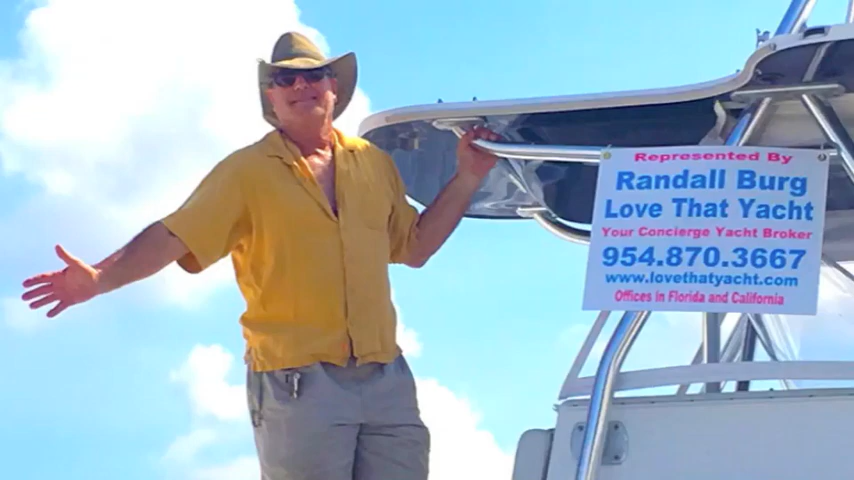 Represented By
Randall Burg
Love That Yacht
Your Concierge Yacht Broker
954.870.3667
www.lovethatyacht.com
Offices in Florida and California